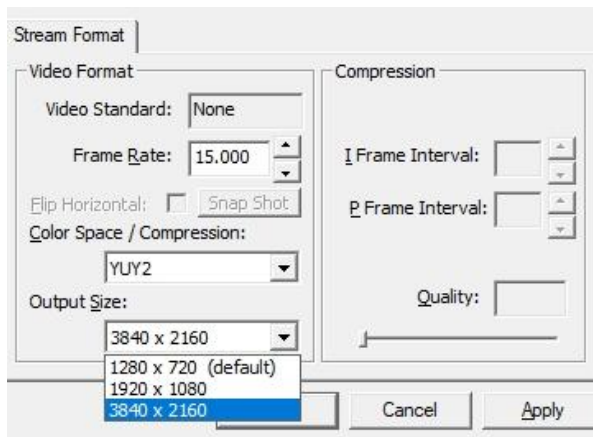 Stream Format
Video Format
Video Standard: None
Frame Rate: 15.000
Flip Horizontal: Snap Shot
Color Space / Compression:
YUY2
Output Size:
3840 x 2160
1280 x 720 (default)
1920 x 1080
3840 x 2160
Compression
I Frame Interval:
P Frame Interval:
Quality:
Cancel
Apply